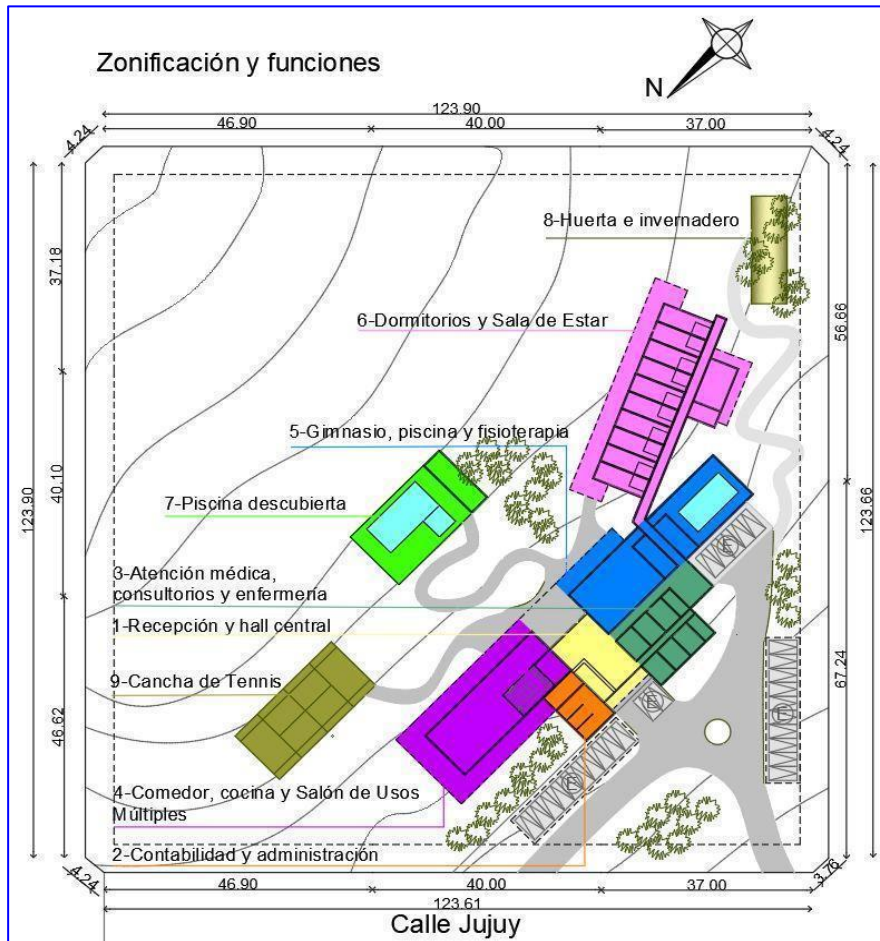 Zonificación y funciones
N
123.90
46.90
40.00
37.00
4.24
4.24
8-Huerta e invernadero
37.18
56.66
6-Dormitorios y Sala de Estar
5-Gimnasio, piscina y fisioterapia
40.10
123.90
123.66
7-Piscina descubierta
E
3-Atención médica,
consultorios y enfermería
1-Recepción y hall central
9-Cancha de Tennis
67.24
46.62
E
E
E
4-Comedor, cocina y Salón de Usos
Múltiples
2-Contabilidad y administración
4.24
3.76
46.90
40.00
37.00
123.61
Calle Jujuy